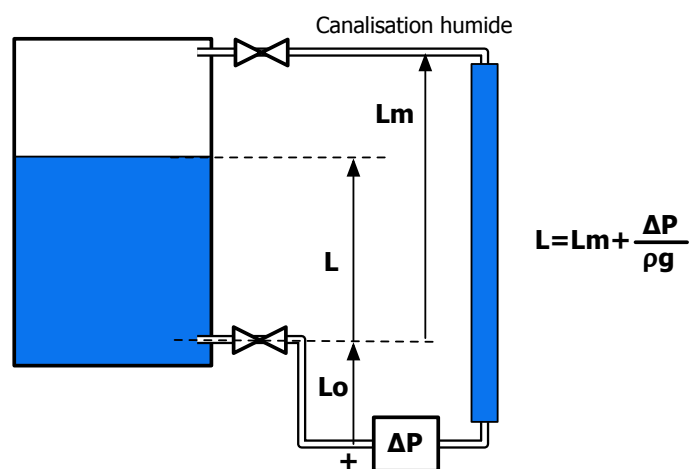 Canalisation humide
Lm
L
L=Lm+ ΔP
ρg
Lo
+
ΔP